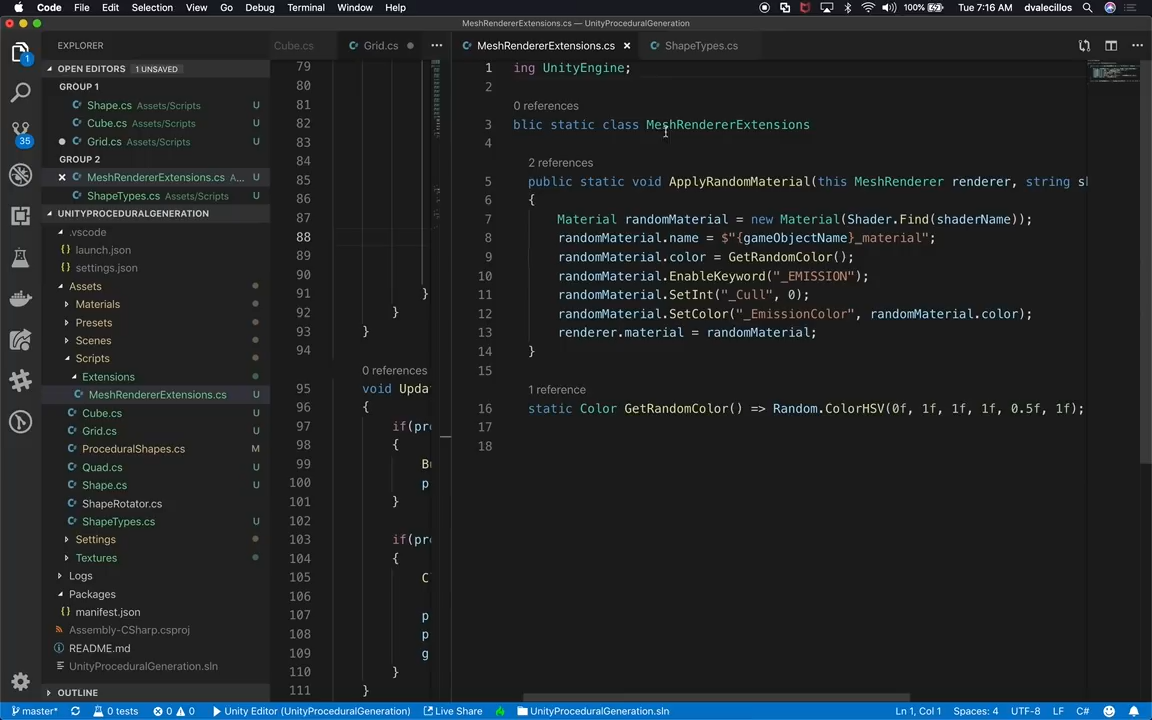 Code File Edit Selection View Go Debug Terminal Window Help 100% Tue 7:16 AM dvalecillos
MeshRendererExtensions.cs — UnityProceduralGeneration
EXPLORER
OPEN EDITORS 1 UNSAVED
GROUP 1
Shape.cs Assets/Scripts U
Cube.cs Assets/Scripts U
Grid.cs Assets/Scripts U
GROUP 2
MeshRendererExtensions.cs A... U
ShapeTypes.cs Assets/Scripts U
UNITYPROCEDURALGENERATION
.vscode
launch.json
settings.json
Assets
Materials
Presets
Scenes
Scripts
Extensions
MeshRendererExtensions.cs U
Cube.cs U
Grid.cs U
ProceduralShapes.cs M
Quad.cs U
Shape.cs U
ShapeRotator.cs
ShapeTypes.cs U
Settings
Textures
Logs
Packages
manifest.json
Assembly-CSharp.csproj
README.md
UnityProceduralGeneration.sln
OUTLINE
1
35
Cube.cs Grid.cs
79
80
81
82
83
84
85
86
87
88
89
90
91 }
92 }
93 }
94
0 references
95 void Upda
96 {
97 if(pro
98 {
99 Bu
100 p
101 }
102
103 if(pro
104 {
105 C
106
107 p
108 p
109 g
110 }
111 }
MeshRendererExtensions.cs ShapeTypes.cs
1 ing UnityEngine;
2
0 references
3 blic static class MeshRendererExtensions
4
2 references
5 public static void ApplyRandomMaterial(this MeshRenderer renderer, string sh
6 {
7 Material randomMaterial = new Material(Shader.Find(shaderName));
8 randomMaterial.name = $"{gameObjectName}_material";
9 randomMaterial.color = GetRandomColor();
10 randomMaterial.EnableKeyword("_EMISSION");
11 randomMaterial.SetInt("_Cull", 0);
12 randomMaterial.SetColor("_EmissionColor", randomMaterial.color);
13 renderer.material = randomMaterial;
14 }
15
1 reference
16 static Color GetRandomColor() => Random.ColorHSV(0f, 1f, 1f, 1f, 0.5f, 1f);
17
18
master* 0 tests 0 0 Unity Editor (UnityProceduralGeneration) Live Share UnityProceduralGeneration.sln Ln 1, Col 1 Spaces: 4 UTF-8 LF C#